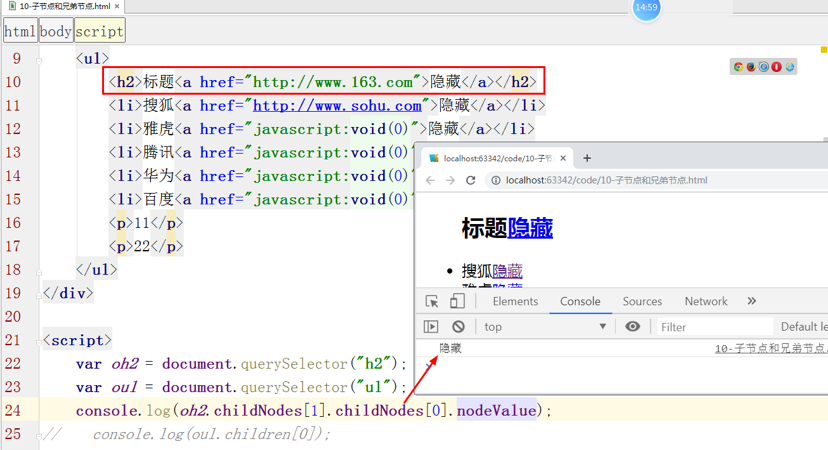 10-子节点和兄弟节点.html
14:59
html body script
9 <ul>
10 <h2>标题<a href="http://www.163.com">隐藏</a></h2>
11 <li>搜狐<a href="http://www.sohu.com">隐藏</a></li>
12 <li>雅虎<a href="javascript:void(0)">隐藏</a></li>
13 <li>腾讯<a href="javascript:void(0)"
14 <li>华为<a href="javascript:void(0)"
15 <li>百度<a href="javascript:void(0)"
16 <p>11</p>
17 <p>22</p>
18 </ul>
19 </div>
20
21 <script>
22 var oh2 = document.querySelector("h2");
23 var oul = document.querySelector("ul");
24 console.log(oh2.childNodes[1].childNodes[0].nodeValue);
25 // console.log(oul.children[0]);
localhost:63342/code/10-子节
localhost:63342/code/10-子节点和兄弟节点.html
标题隐藏
搜狐隐藏
雅虎隐藏
Elements Console Sources Network
top Filter Default le
隐藏 10-子节点和兄弟节点.